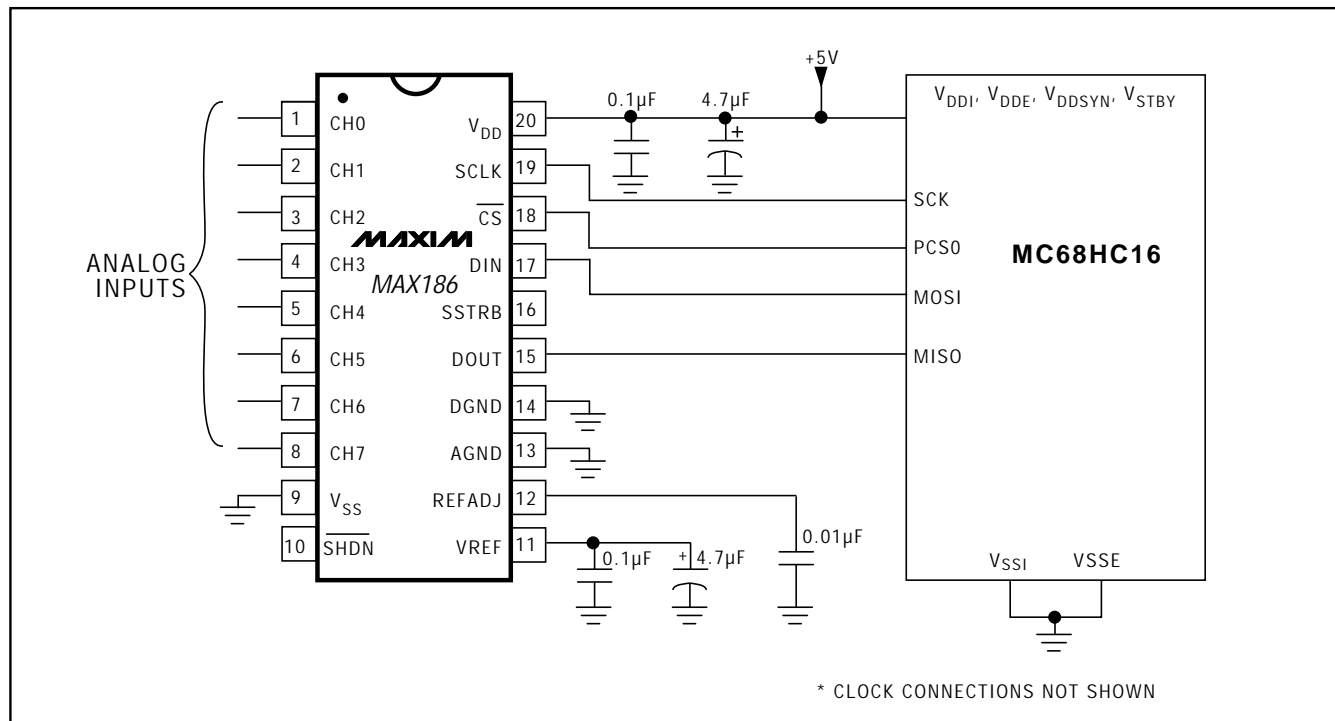 +5V
0.1µF
4.7µF
+
VDDI, VDDE, VDDSYN, VSTBY
1 CH0 VDD 20
2 CH1 SCLK 19
3 CH2 CS 18
MAXIM
MAX186
4 CH3 DIN 17
5 CH4 SSTRB 16
6 CH5 DOUT 15
7 CH6 DGND 14
8 CH7 AGND 13
9 VSS REFADJ 12
10 SHDN VREF 11
ANALOG
INPUTS
SCK
PCS0
MOSI
MISO
MC68HC16
0.1µF
+
4.7µF
0.01µF
VSSI
VSSE
* CLOCK CONNECTIONS NOT SHOWN